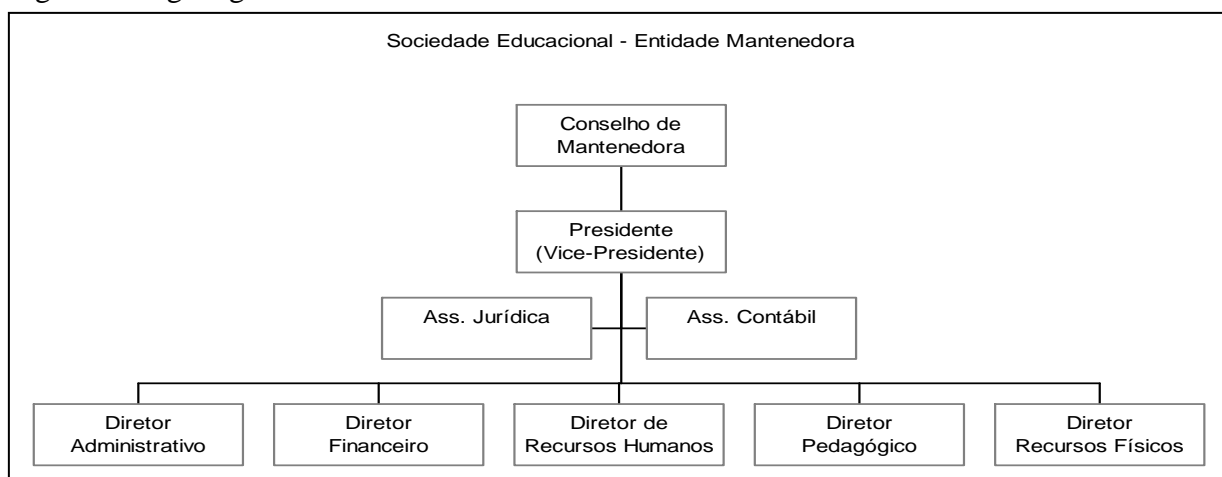 Sociedade Educacional - Entidade Mantenedora
Conselho de
Mantenedora
Presidente
(Vice-Presidente)
Ass. Jurídica
Ass. Contábil
Diretor
Administrativo
Diretor
Financeiro
Diretor de
Recursos Humanos
Diretor
Pedagógico
Diretor
Recursos Físicos